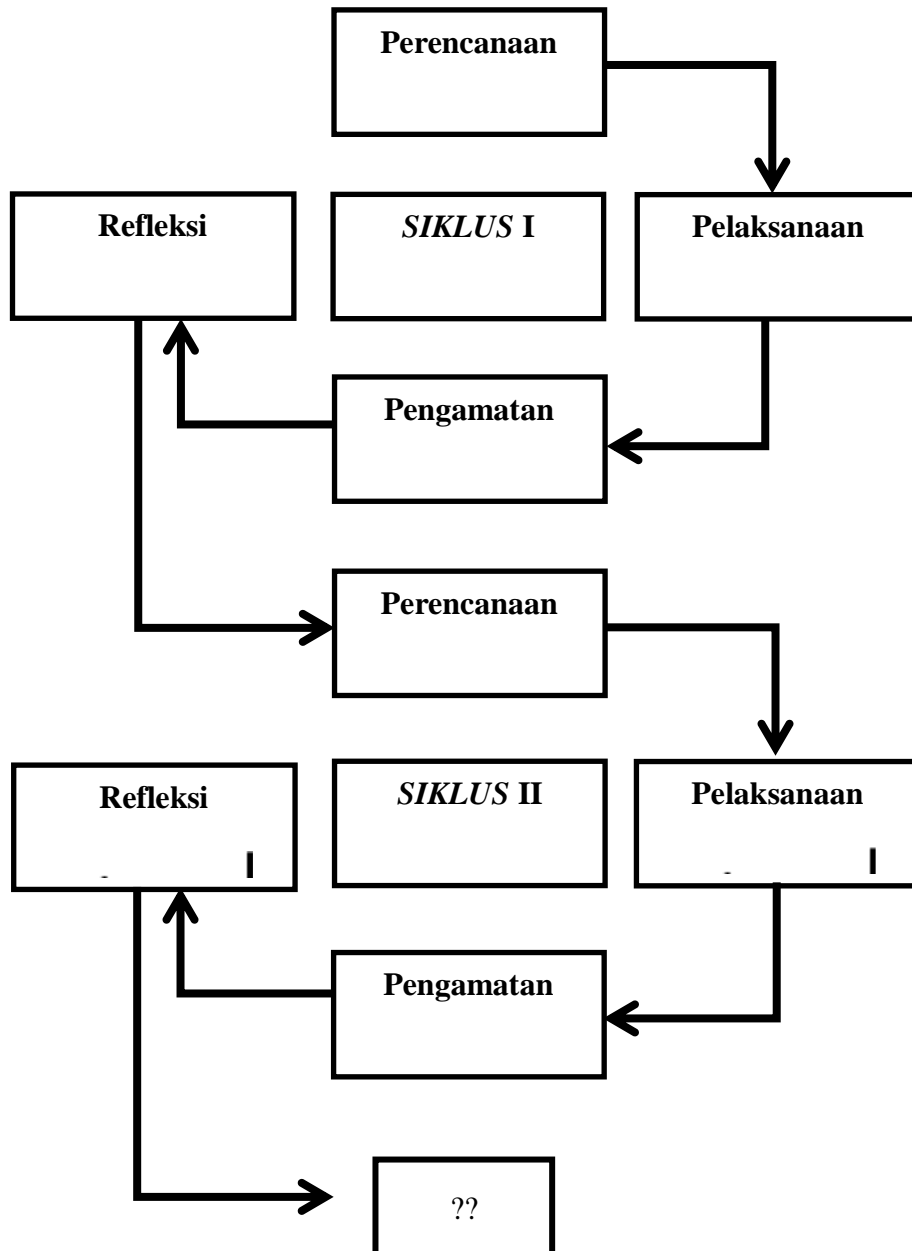 Perencanaan
Refleksi
SIKLUS I
Pelaksanaan
Pengamatan
Perencanaan
Refleksi
SIKLUS II
Pelaksanaan
Pengamatan
??